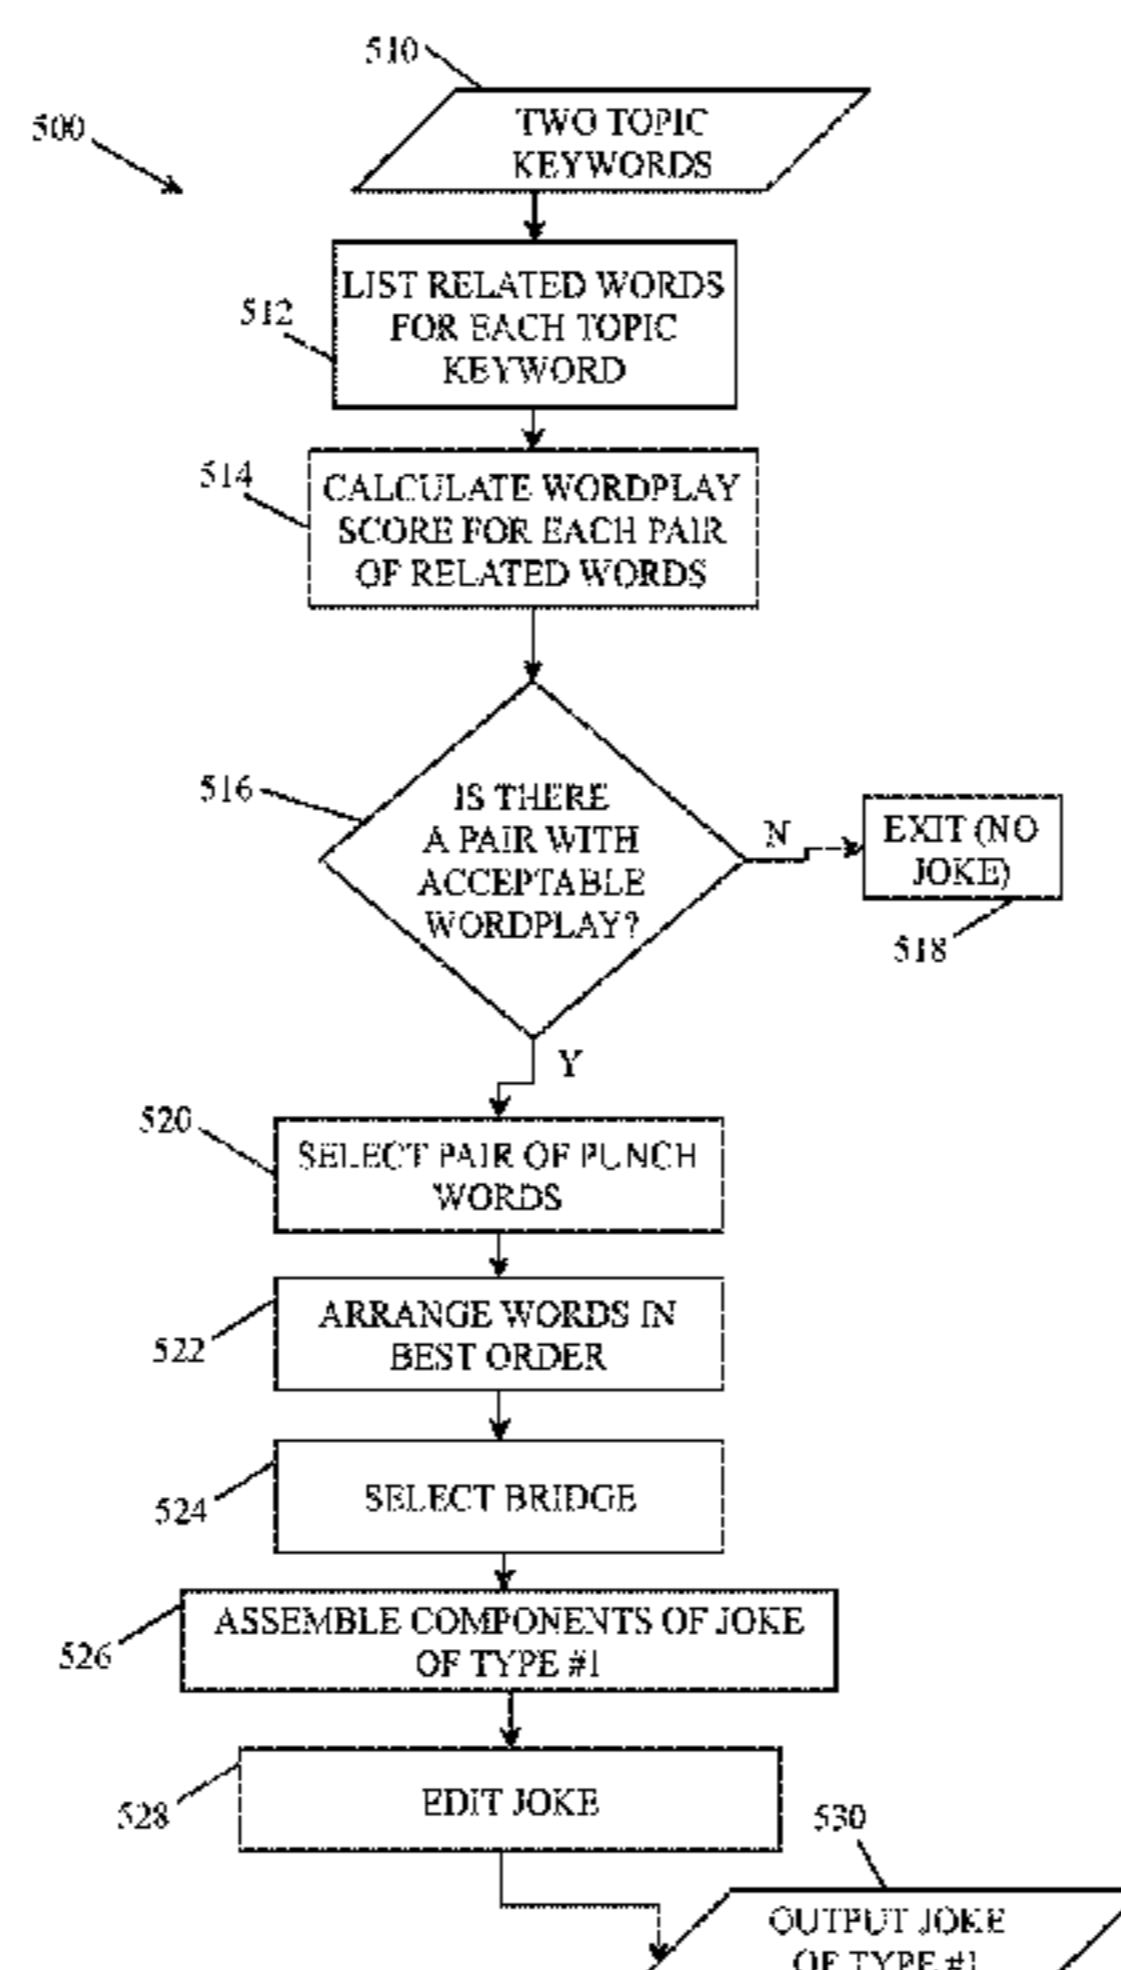 510
500
TWO TOPIC
KEYWORDS
512
LIST RELATED WORDS
FOR EACH TOPIC
KEYWORD
514
CALCULATE WORDPLAY
SCORE FOR EACH PAIR
OF RELATED WORDS
516
IS THERE
A PAIR WITH
ACCEPTABLE
WORDPLAY?
N
EXIT (NO
JOKE)
518
Y
520
SELECT PAIR OF PUNCH
WORDS
522
ARRANGE WORDS IN
BEST ORDER
524
SELECT BRIDGE
526
ASSEMBLE COMPONENTS OF JOKE
OF TYPE #1
528
EDIT JOKE
530
OUTPUT JOKE
OF TYPE #1